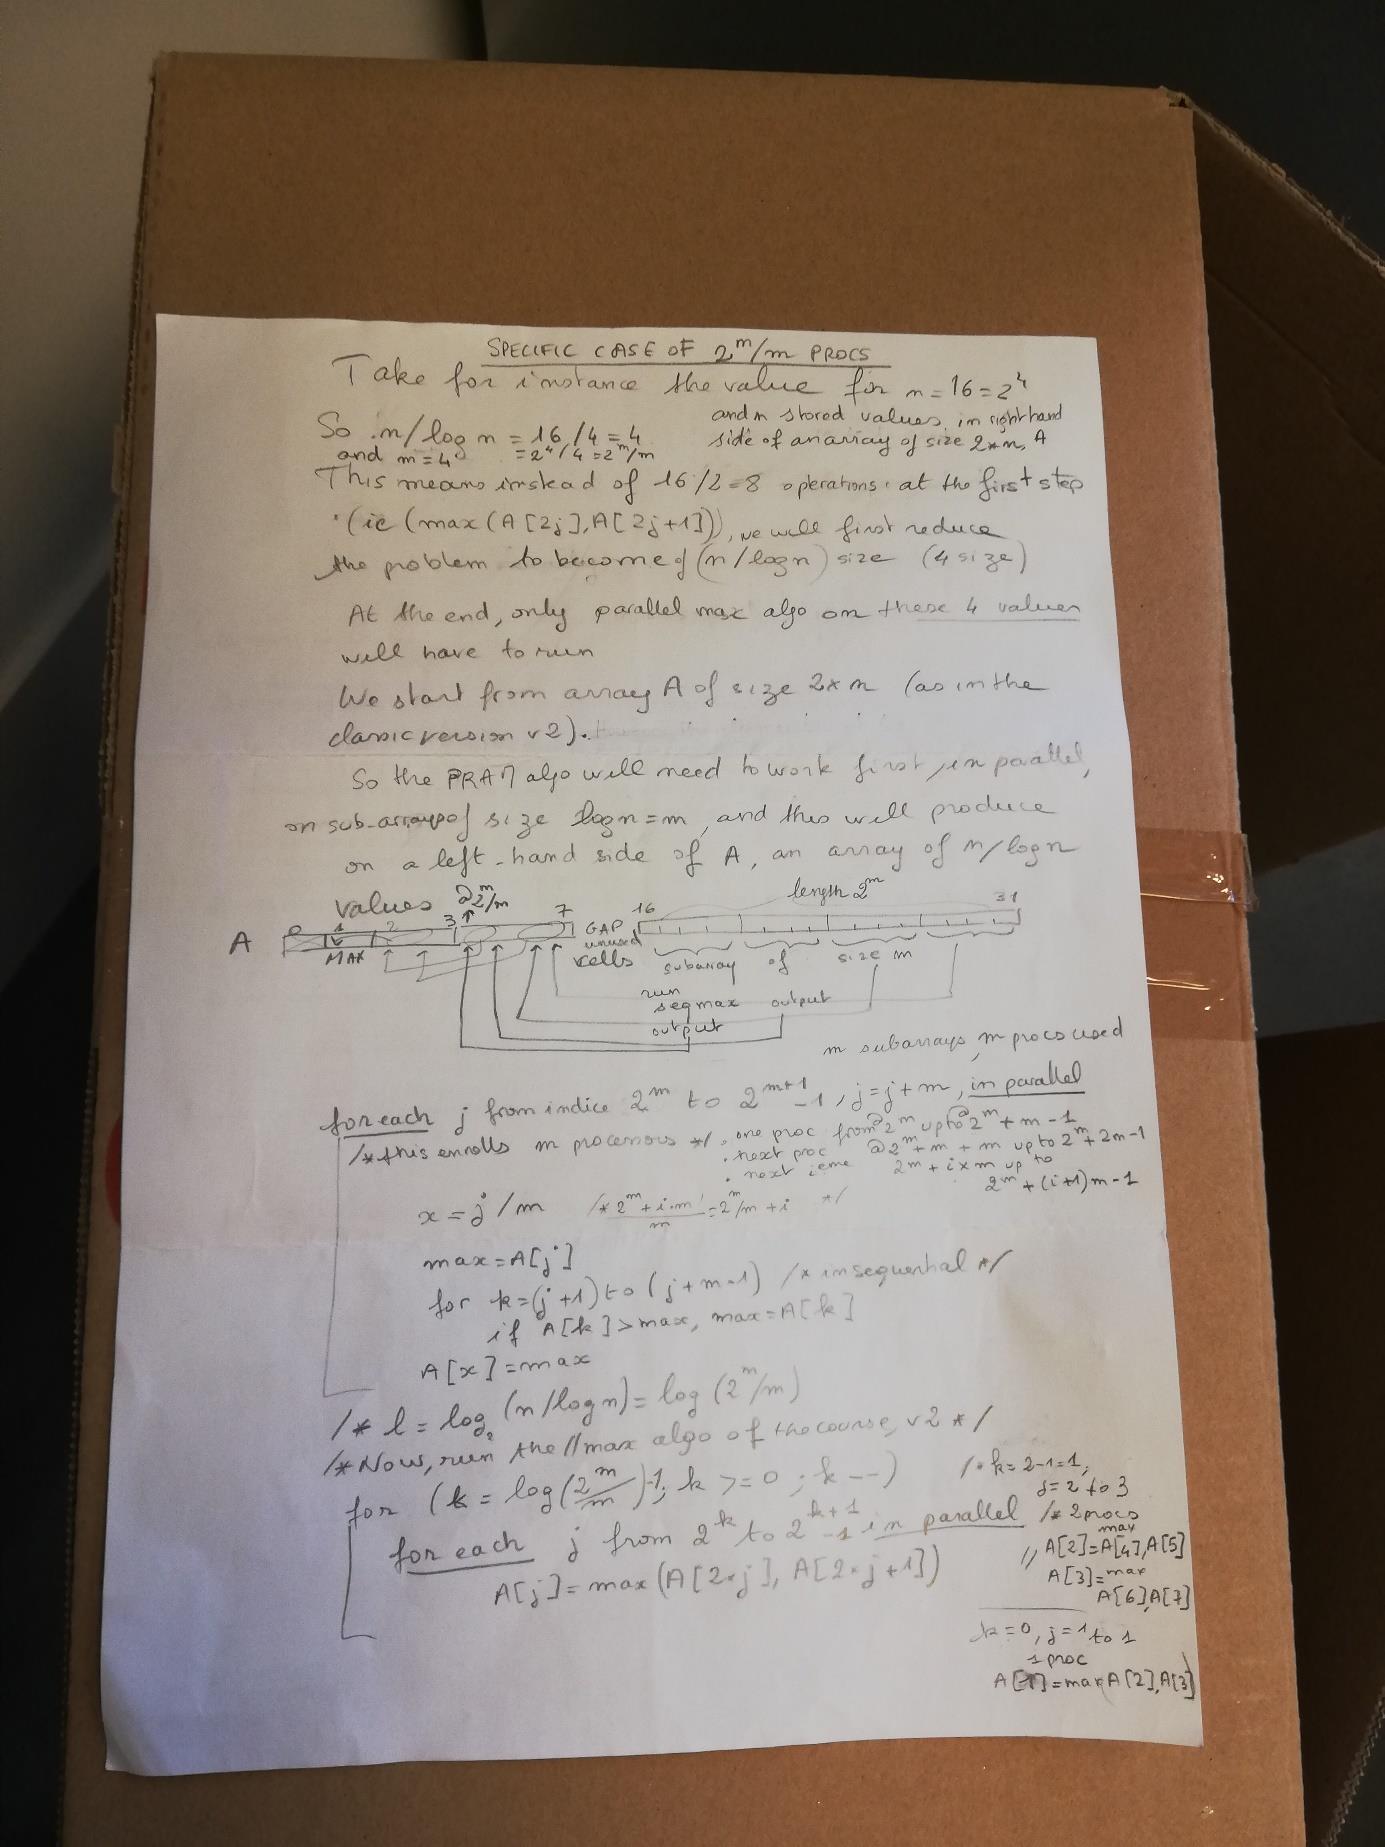 SPECIFIC CASE OF 2^m/m PROCS
Take for instance the value for n=16=2^4
and n stored values, in right hand
side of an array of size 2*n, A
So n/log n = 16/4=4
and m=4 = 2^4/4 = 2^m/m
This means instead of 16/2=8 operations at the first step
(ie (max(A[2j],A[2j+1])), we will first reduce
the problem to become of (n/logn) size (4 size)
At the end, only parallel max algo on these 4 values
will have to run
We start from array A of size 2*n (as in the
classic version v2).
So the PRAM algo will need to work first, in parallel,
on sub-arrays of size logn=m, and this will produce
on a left-hand side of A, an array of n/logn
values @2^m/m
length 2^m
A 0 1 2 3 7 GAP 16 31
MAX unused
cells subarray of size m
run
seqmax output
output
m subarrays, m procs used
for each j from indice 2^m to 2^{m+1}-1, j=j+m, in parallel
/*this enrolls m processors */ . one proc from @2^m up to @2^m+m-1
. next proc @2^m+m+m up to 2^m+2m-1
. next ieme 2^m+i×m up to
2^m+(i+1)m-1
x=j/m /* (2^m+i.m)/m = 2^m/m+i */
max=A[j]
for k=(j+1) to (j+m-1) /* in sequential */
if A[k]>max, max=A[k]
A[x]=max
/* l=log_2(n/logn)=log(2^m/m)
/*Now, run the //max algo of the course, v2 */
for (k=log(2^m/m)-1; k>=0; k--)
for each j from 2^k to 2^{k+1}-1 in parallel
A[j]=max(A[2*j], A[2*j+1])
/* k=2-1=1,
j=2 to 3
/* 2procs
// A[2]=max A[4],A[5]
A[3]=max
A[6],A[7]
k=0, j=1 to 1
1 proc
A[1]=max A[2],A[3]